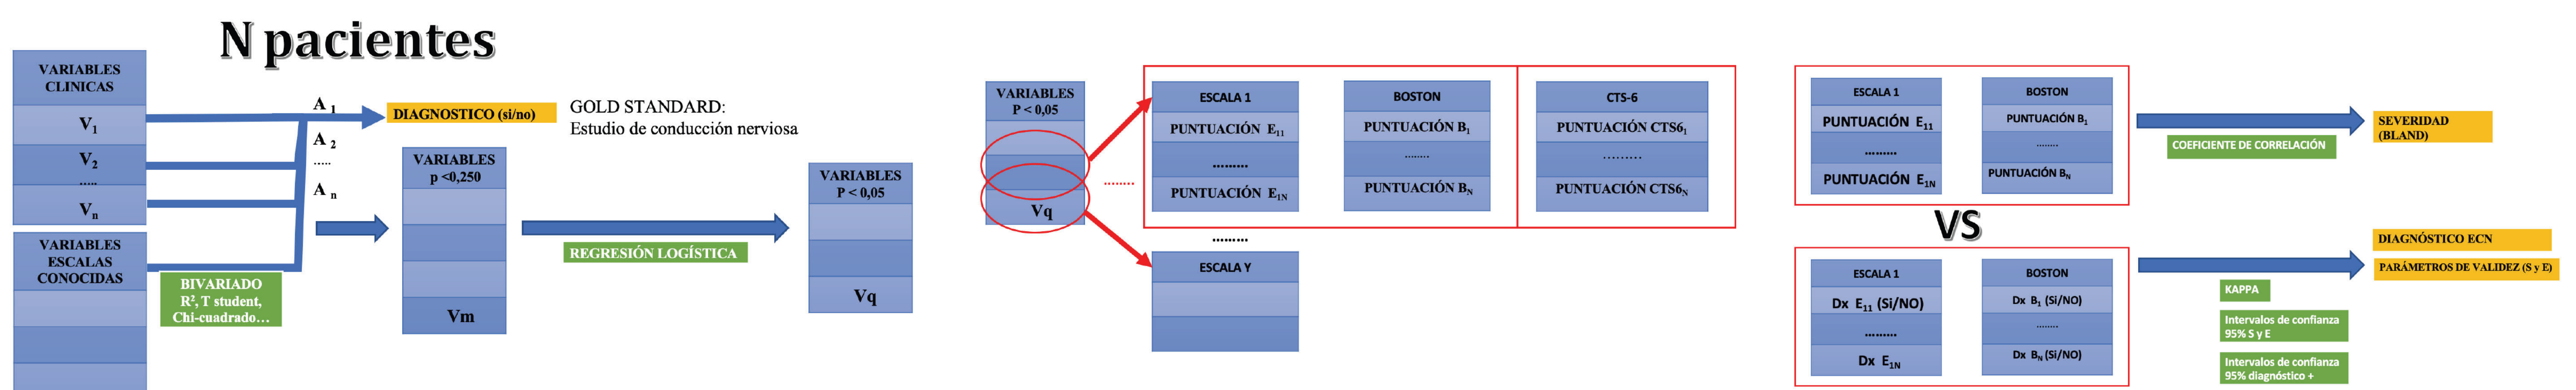 N pacientes
VARIABLES
CLINICAS
V1
V2
.....
Vn
VARIABLES
ESCALAS
CONOCIDAS
A 1
A 2
.....
A n
BIVARIADO
R², T student,
Chi-cuadrado...
DIAGNOSTICO (si/no)
GOLD STANDARD:
Estudio de conducción nerviosa
VARIABLES
p <0,250
Vm
REGRESIÓN LOGÍSTICA
VARIABLES
P < 0,05
Vq
VARIABLES
P < 0,05
Vq
........
ESCALA 1
PUNTUACIÓN E11
.........
PUNTUACIÓN E1N
BOSTON
PUNTUACIÓN B1
........
PUNTUACIÓN BN
CTS-6
PUNTUACIÓN CTS61
.........
PUNTUACIÓN CTS6N
.........
ESCALA Y
ESCALA 1
PUNTUACIÓN E11
.........
PUNTUACIÓN E1N
BOSTON
PUNTUACIÓN B1
........
PUNTUACIÓN BN
COEFICIENTE DE CORRELACIÓN
SEVERIDAD
(BLAND)
VS
ESCALA 1
Dx E11 (Si/NO)
.........
Dx E1N
BOSTON
Dx B1 (Si/NO)
........
Dx BN (Si/NO)
DIAGNÓSTICO ECN
PARÁMETROS DE VALIDEZ (S y E)
KAPPA
Intervalos de confianza
95% S y E
Intervalos de confianza
95% diagnóstico +